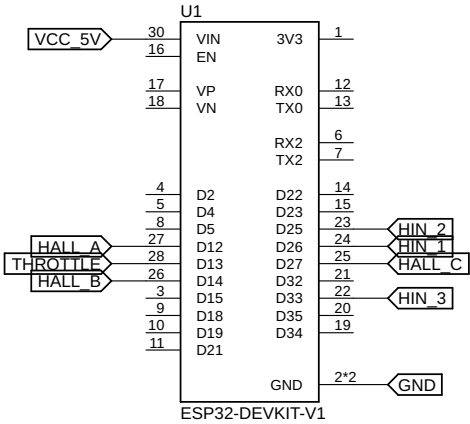 U1
VCC_5V 30 VIN 3V3 1
16 EN
17 VP RX0 12
18 VN TX0 13
RX2 6
TX2 7
4 D2 D22 14
5 D4 D23 15
8 D5 D25 23 HIN_2
HALL_A 27 D12 D26 24 HIN_1
THROTTLE 28 D13 D27 25 HALL_C
HALL_B 26 D14 D32 21
3 D15 D33 22 HIN_3
9 D18 D35 20
10 D19 D34 19
11 D21
GND 2*2 GND
ESP32-DEVKIT-V1